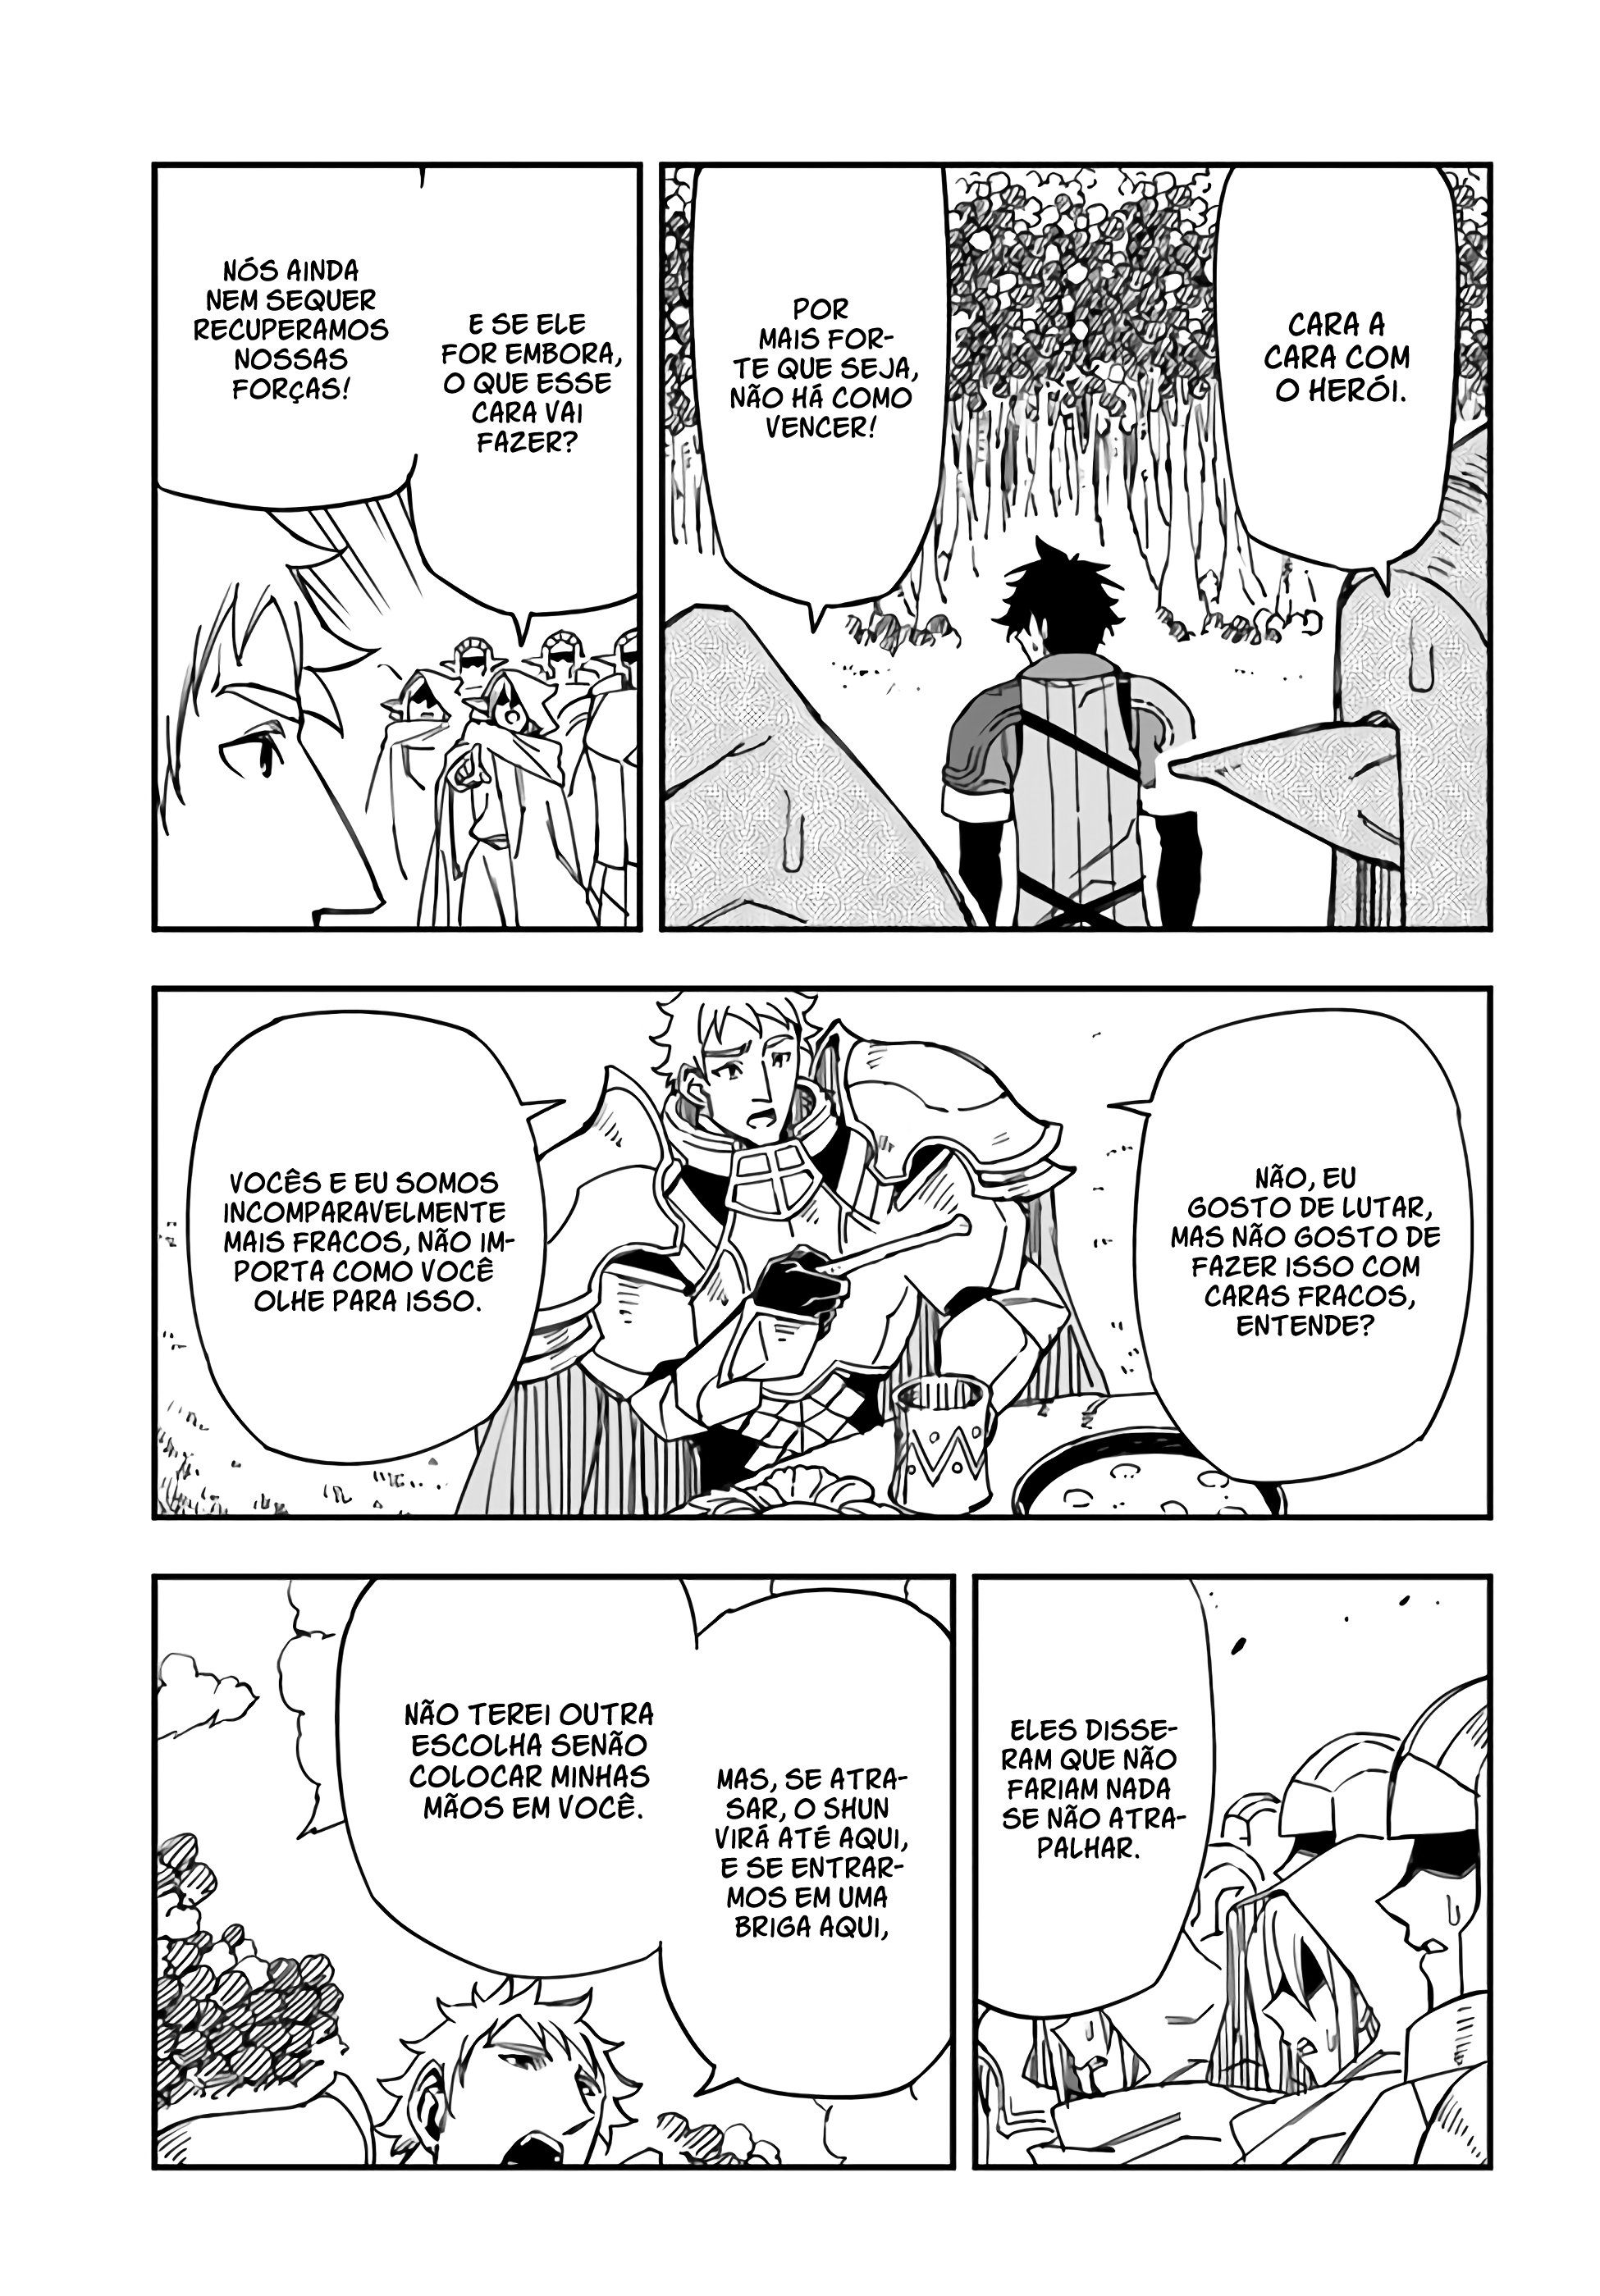 CARA A
CARA COM
O HERÓI.
POR
MAIS FOR-
TE QUE SEJA,
NÃO HÁ COMO
VENCER!
E SE ELE
FOR EMBORA,
O QUE ESSE
CARA VAI
FAZER?
NÓS AINDA
NEM SEQUER
RECUPERAMOS
NOSSAS
FORÇAS!
NÃO, EU
GOSTO DE LUTAR,
MAS NÃO GOSTO DE
FAZER ISSO COM
CARAS FRACOS,
ENTENDE?
VOCÊS E EU SOMOS
INCOMPARAVELMENTE
MAIS FRACOS, NÃO IM-
PORTA COMO VOCÊ
OLHE PARA ISSO.
ELES DISSE-
RAM QUE NÃO
FARIAM NADA
SE NÃO ATRA-
PALHAR.
MAS, SE ATRA-
SAR, O SHUN
VIRÁ ATÉ AQUI,
E SE ENTRAR-
MOS EM UMA
BRIGA AQUI,
NÃO TEREI OUTRA
ESCOLHA SENÃO
COLOCAR MINHAS
MÃOS EM VOCÊ.